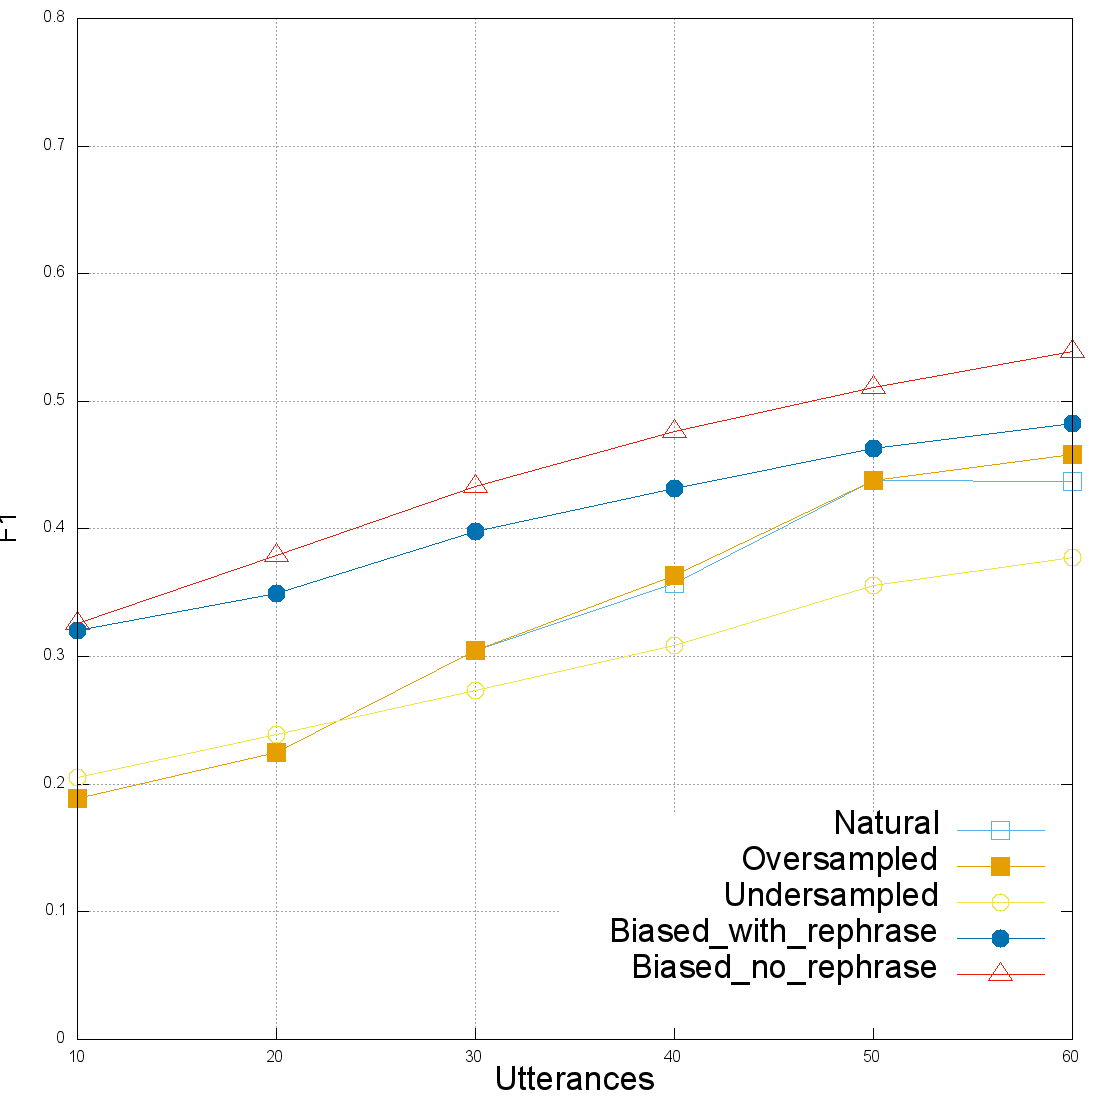 0.8
0.7
0.6
0.5
0.4
0.3
0.2
0.1
0
F1
10 20 30 40 50 60
Utterances
Natural
Oversampled
Undersampled
Biased_with_rephrase
Biased_no_rephrase